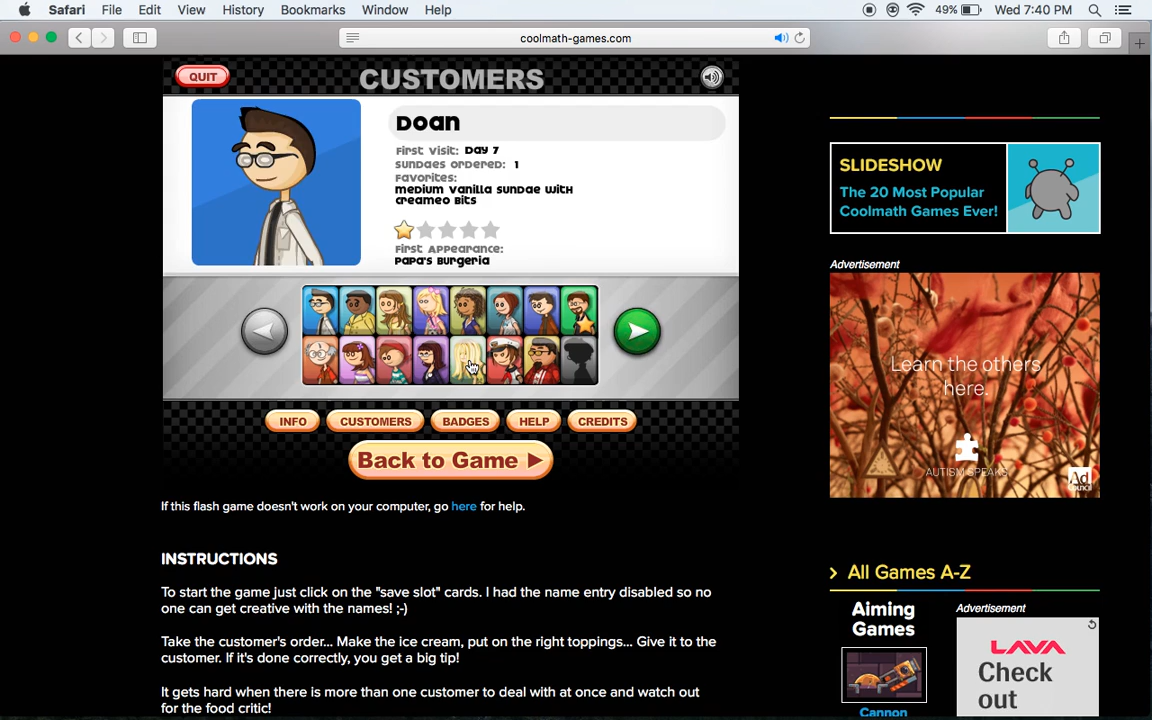 Safari File Edit View History Bookmarks Window Help 49% Wed 7:40 PM
coolmath-games.com
QUIT
CUSTOMERS
Doan
First Visit: Day 7
Sundaes Ordered: 1
Favorites:
Medium Vanilla Sundae with
Creameo Bits
First Appearance:
Papa's Burgeria
INFO CUSTOMERS BADGES HELP CREDITS
Back to Game
If this flash game doesn't work on your computer, go here for help.
INSTRUCTIONS
To start the game just click on the "save slot" cards. I had the name entry disabled so no
one can get creative with the names! ;-)
Take the customer's order... Make the ice cream, put on the right toppings... Give it to the
customer. If it's done correctly, you get a big tip!
It gets hard when there is more than one customer to deal with at once and watch out
for the food critic!
SLIDESHOW
The 20 Most Popular
Coolmath Games Ever!
Advertisement
Learn the others
here.
AUTISM SPEAKS
Ad
Council
> All Games A-Z
Aiming
Games
Cannon
Advertisement
LAVA
Check
out